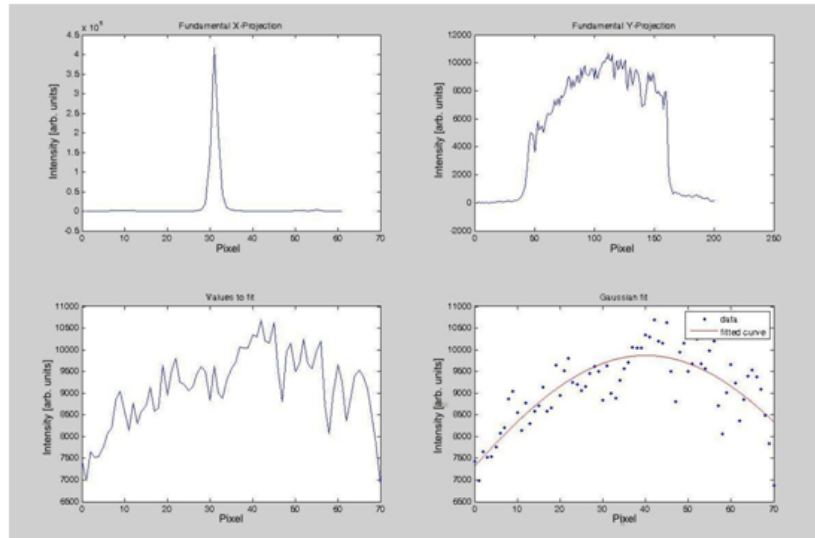 Fundamental X-Projection
x 10⁵
4.5
4
3.5
3
2.5
2
1.5
1
0.5
0
-0.5
Intensity [arb. units]
0 10 20 30 40 50 60 70
Pixel
Fundamental Y-Projection
12000
10000
8000
6000
4000
2000
0
-2000
Intensity [arb. units]
0 50 100 150 200 250
Pixel
Values to fit
11000
10500
10000
9500
9000
8500
8000
7500
7000
6500
Intensity [arb. units]
0 10 20 30 40 50 60 70
Pixel
Gaussian fit
11000
10500
10000
9500
9000
8500
8000
7500
7000
6500
Intensity [arb. units]
data
fitted curve
0 10 20 30 40 50 60 70
Pixel